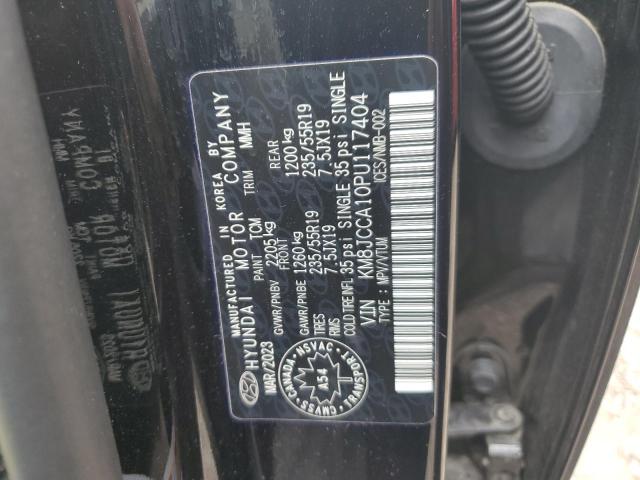 MANUFACTURED IN KOREA BY
HYUNDAI MOTOR COMPANY
MAR/2023 PAINT TCM TRIM MMH
GVWR/PNBV 2205kg FRONT REAR
GAWR/PNBE 1260kg 1200kg
TIRES 235/55R19 235/55R19
RIMS 7.5JX19 7.5JX19
COLD TIRE INFL 35 psi SINGLE 35 psi SINGLE
VIN KM8JCCA10PU117404
TYPE: MPV/VTUM ICES/NMB-002
CANADA NSVAC TRANSPORT CMVSS
A54